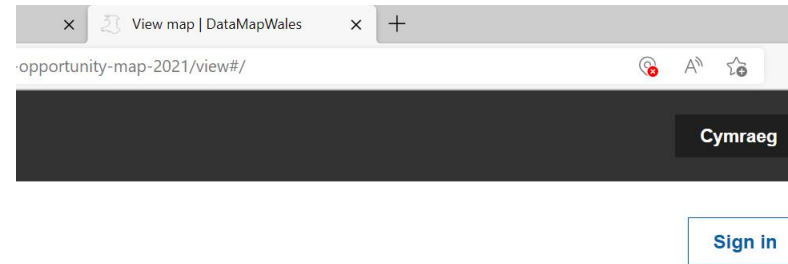 View map | DataMapWales
-opportunity-map-2021/view#/
Cymraeg
Sign in